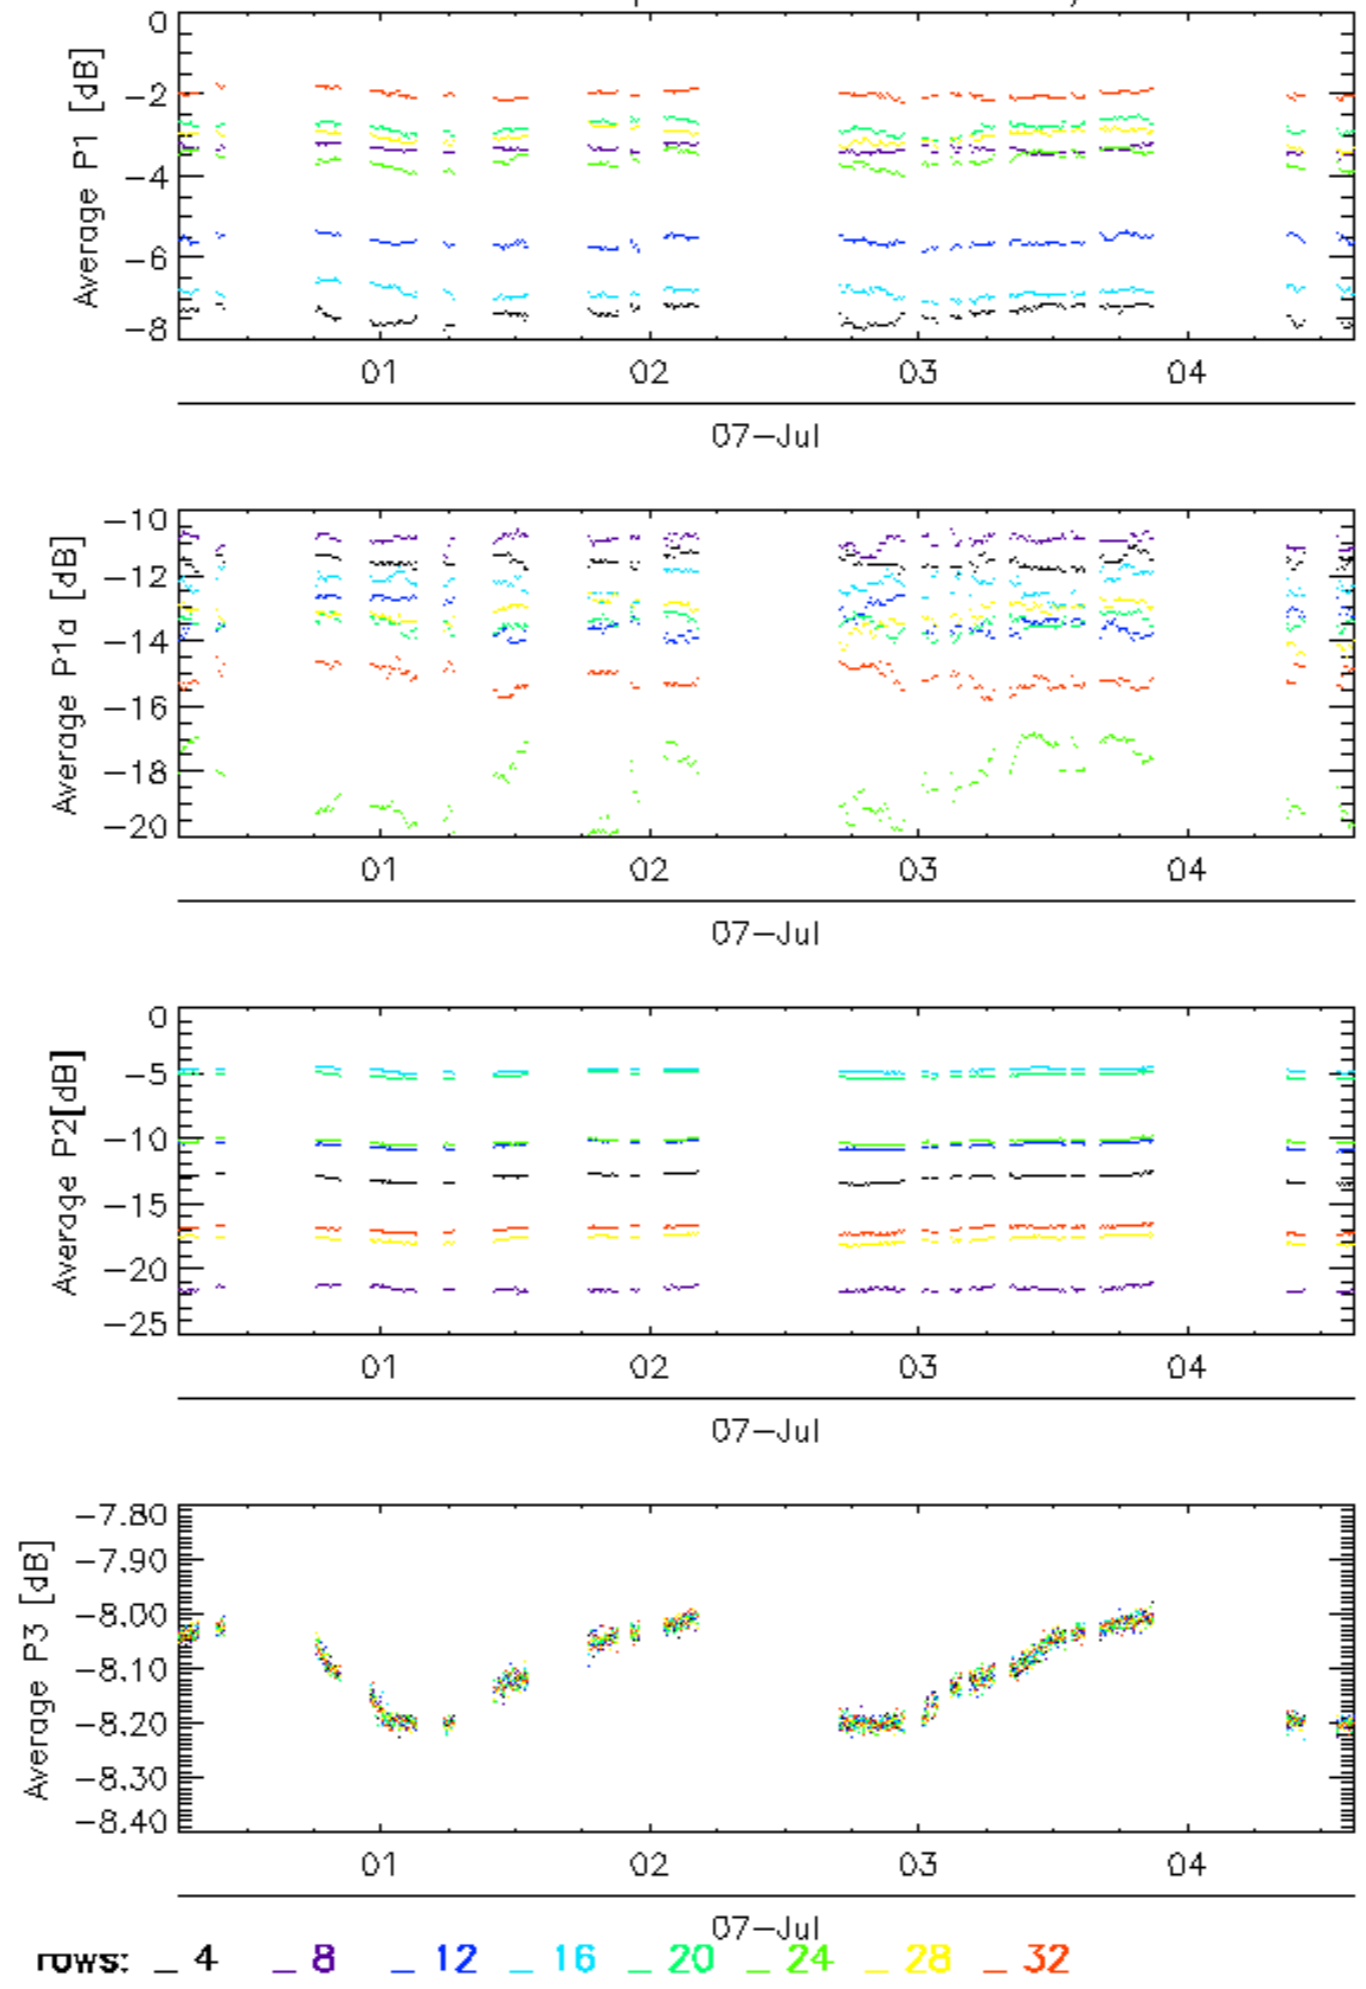 Average P1 [dB]
0
−2
−4
−6
−8
01 02 03 04
07−Jul
Average P1a [dB]
−10
−12
−14
−16
−18
−20
01 02 03 04
07−Jul
Average P2[dB]
0
−5
−10
−15
−20
−25
01 02 03 04
07−Jul
Average P3 [dB]
−7.80
−7.90
−8.00
−8.10
−8.20
−8.30
−8.40
01 02 03 04
07−Jul
rows: _ 4 _ 8 _ 12 _ 16 _ 20 _ 24 _ 28 _ 32